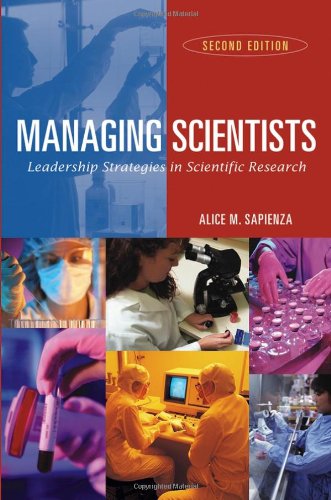 SECOND EDITION
MANAGING SCIENTISTS
Leadership Strategies in Scientific Research
ALICE M. SAPIENZA